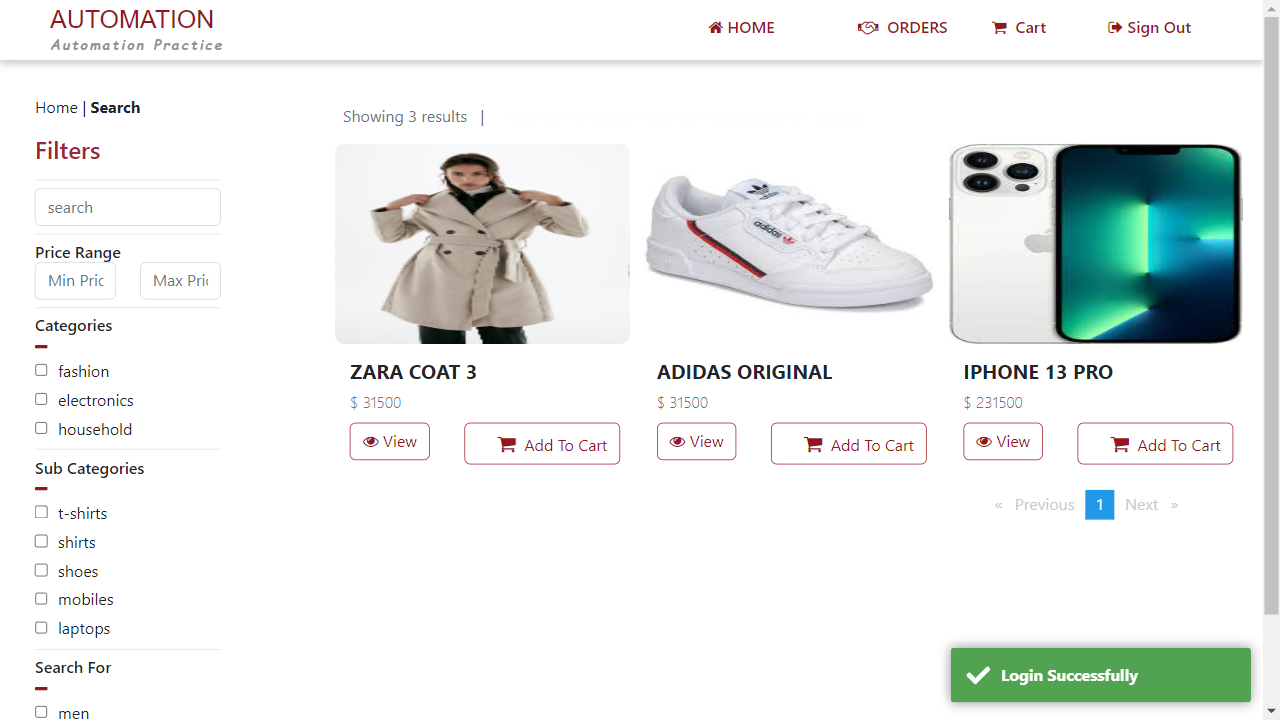 AUTOMATION
Automation Practice
HOME
ORDERS
Cart
Sign Out
Home | Search
Filters
search
Price Range
Min Pric
Max Pric
Categories
fashion
electronics
household
Sub Categories
t-shirts
shirts
shoes
mobiles
laptops
Search For
men
Showing 3 results |
adidas
adidas
ZARA COAT 3
$ 31500
View
Add To Cart
ADIDAS ORIGINAL
$ 31500
View
Add To Cart
IPHONE 13 PRO
$ 231500
View
Add To Cart
« Previous 1 Next »
Login Successfully